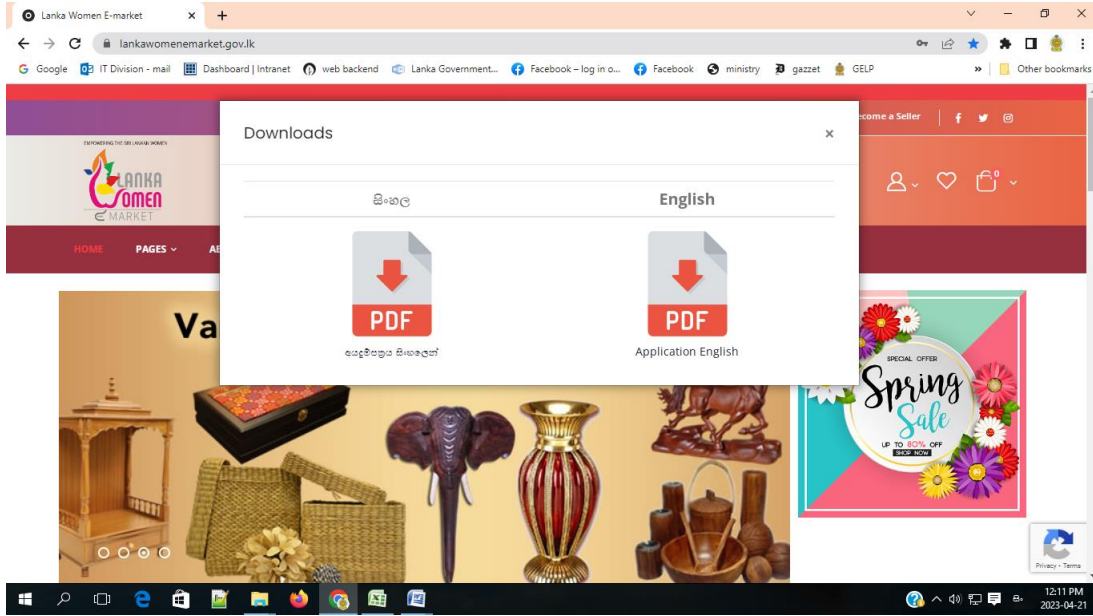 Lanka Women E-market
lankawomenemarket.gov.lk
Google
IT Division - mail
Dashboard | Intranet
web backend
Lanka Government...
Facebook – log in o...
Facebook
ministry
gazzet
GELP
Other bookmarks
ecome a Seller
EMPOWERING THE SRI LANKAN WOMEN
LANKA
WOMEN
E MARKET
0
HOME
PAGES
AB
Downloads
සිංහල
English
PDF
PDF
අයදුම්පත්‍රය සිංහලෙන්
Application English
Va
SPECIAL OFFER
Spring
Sale
UP TO 80% OFF
SHOP NOW
Privacy - Terms
12:11 PM
2023-04-21